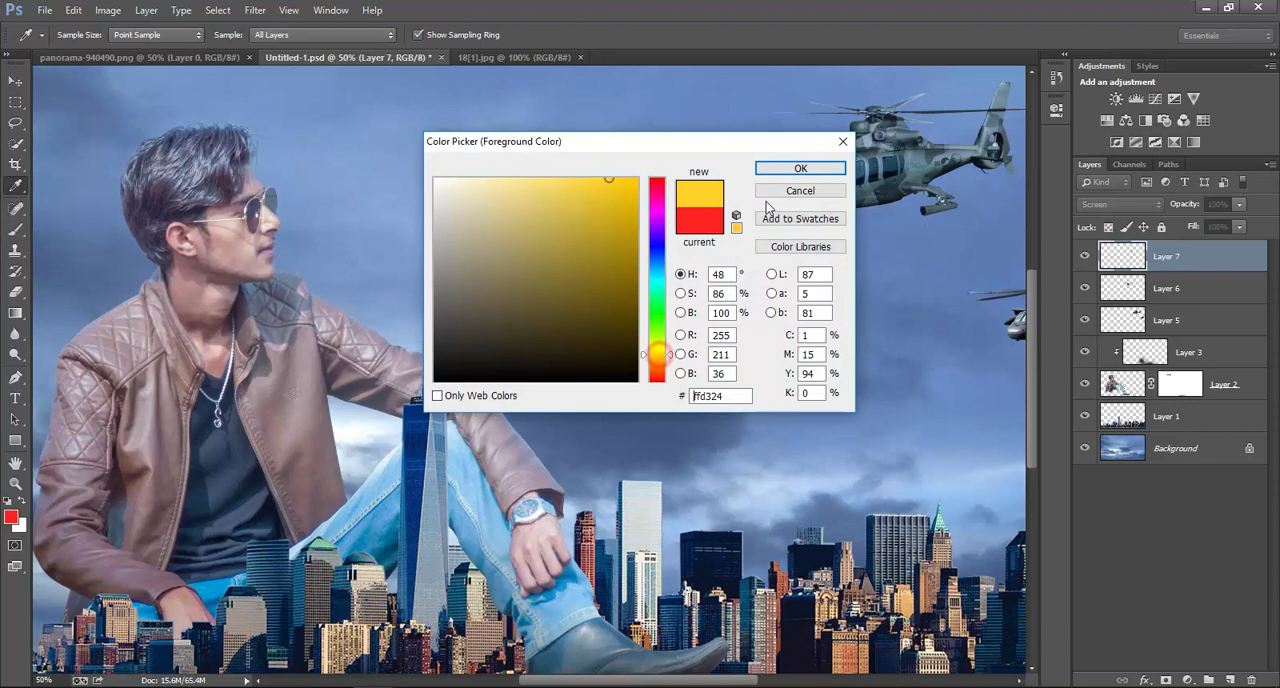 Ps File Edit Image Layer Type Select Filter View Window Help
Sample Size: Point Sample Sample: All Layers Show Sampling Ring Essentials
panorama-940490.png @ 50% (Layer 0, RGB/8#) × Untitled-1.psd @ 50% (Layer 7, RGB/8) * × 18[1].jpg @ 100% (RGB/8#) ×
Adjustments Styles
Add an adjustment
Layers Channels Paths
Kind
Screen Opacity: 100%
Lock: Fill: 100%
Layer 7
Layer 6
Layer 5
Layer 3
Layer 2
Layer 1
Background
Color Picker (Foreground Color)
new
current
OK
Cancel
Add to Swatches
Color Libraries
H: 48 ° L: 87
S: 86 % a: 5
B: 100 % b: 81
R: 255 C: 1 %
G: 211 M: 15 %
B: 36 Y: 94 %
# ffd324 K: 0 %
Only Web Colors
50% Doc: 15.6M/65.4M
fx